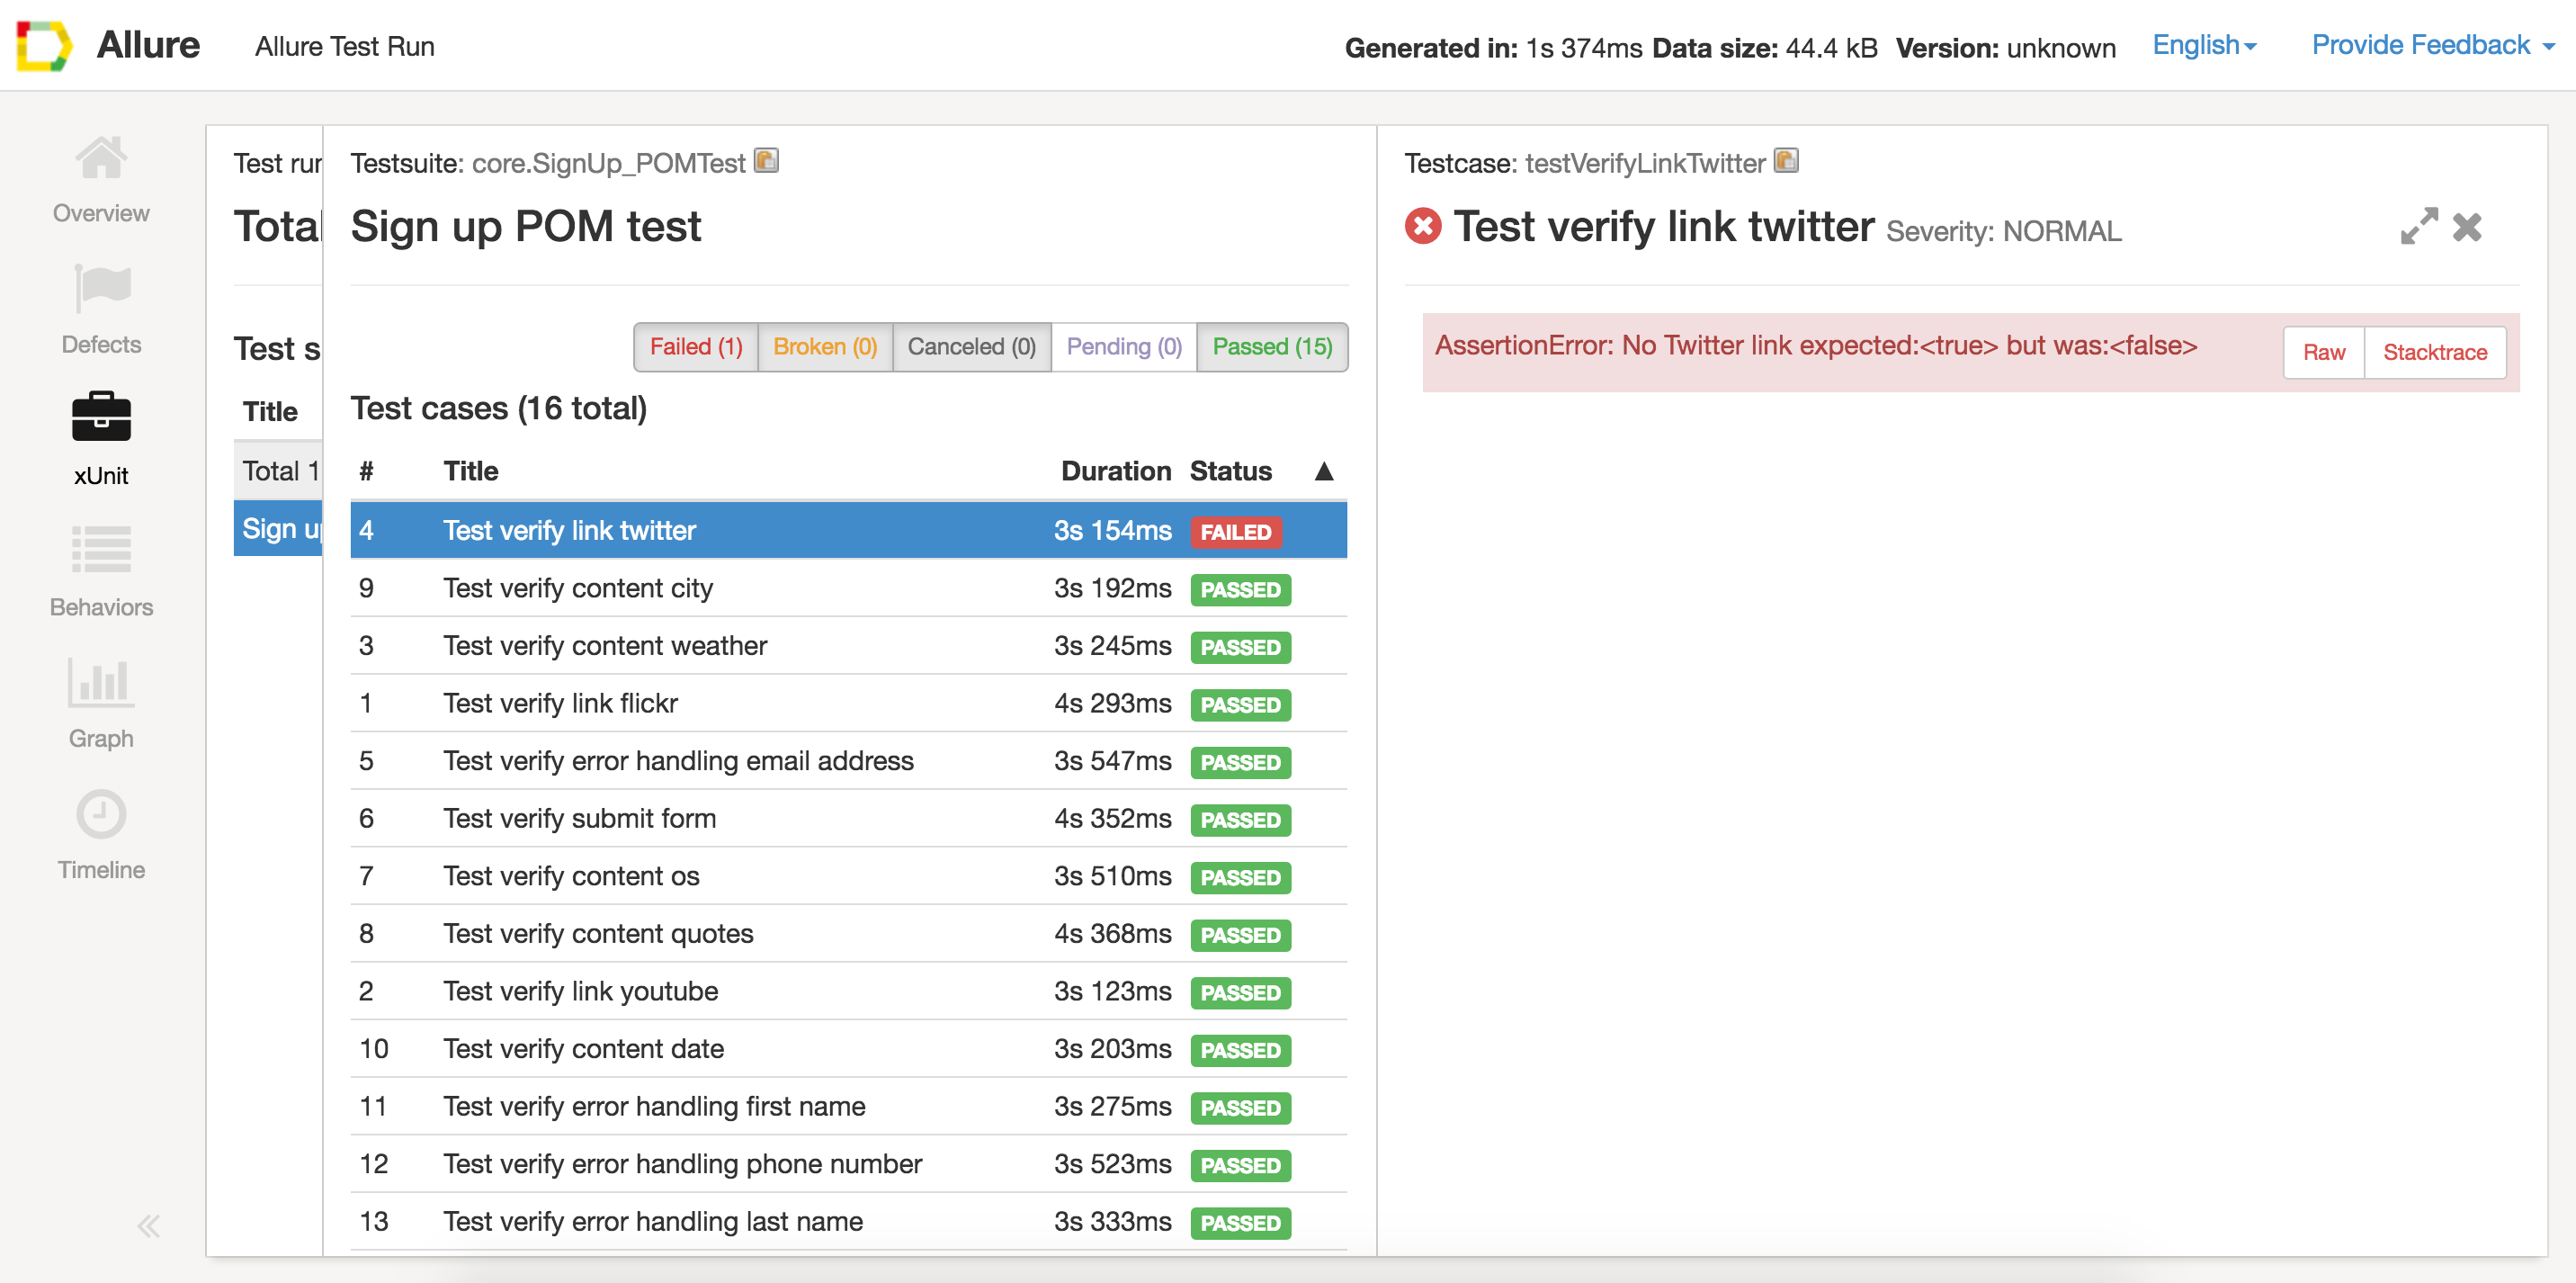 Allure
Allure Test Run
Generated in: 1s 374ms Data size: 44.4 kB Version: unknown
English
Provide Feedback
Overview
Defects
xUnit
Behaviors
Graph
Timeline
Test run
Total
Test s
Title
Total 1
Sign up
Testsuite: core.SignUp_POMTest
Sign up POM test
Failed (1) Broken (0) Canceled (0) Pending (0) Passed (15)
Test cases (16 total)
# Title Duration Status ▲
4 Test verify link twitter 3s 154ms FAILED
9 Test verify content city 3s 192ms PASSED
3 Test verify content weather 3s 245ms PASSED
1 Test verify link flickr 4s 293ms PASSED
5 Test verify error handling email address 3s 547ms PASSED
6 Test verify submit form 4s 352ms PASSED
7 Test verify content os 3s 510ms PASSED
8 Test verify content quotes 4s 368ms PASSED
2 Test verify link youtube 3s 123ms PASSED
10 Test verify content date 3s 203ms PASSED
11 Test verify error handling first name 3s 275ms PASSED
12 Test verify error handling phone number 3s 523ms PASSED
13 Test verify error handling last name 3s 333ms PASSED
Testcase: testVerifyLinkTwitter
Test verify link twitter Severity: NORMAL
AssertionError: No Twitter link expected:<true> but was:<false>
Raw Stacktrace